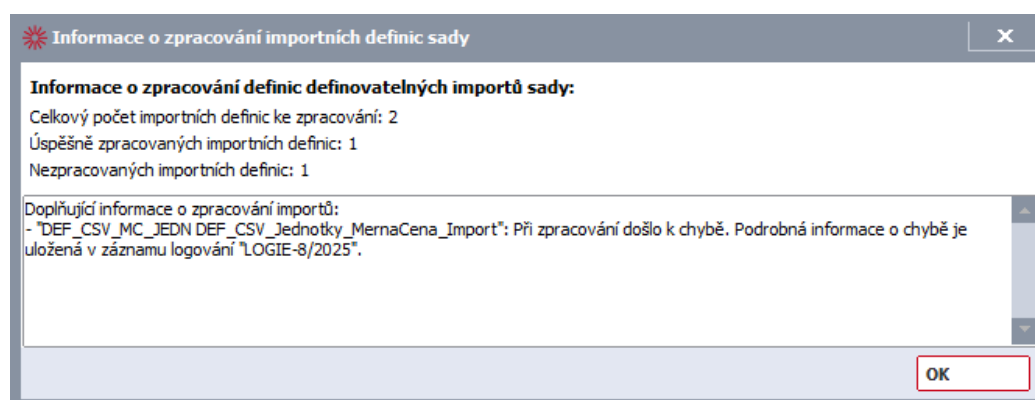 Informace o zpracování importních definic sady
Informace o zpracování definic definovatelných importů sady:
Celkový počet importních definic ke zpracování: 2
Úspěšně zpracovaných importních definic: 1
Nezpracovaných importních definic: 1
Doplňující informace o zpracování importů:
- "DEF_CSV_MC_JEDN DEF_CSV_Jednotky_MernaCena_Import": Při zpracování došlo k chybě. Podrobná informace o chybě je
uložená v záznamu logování "LOGIE-8/2025".
OK